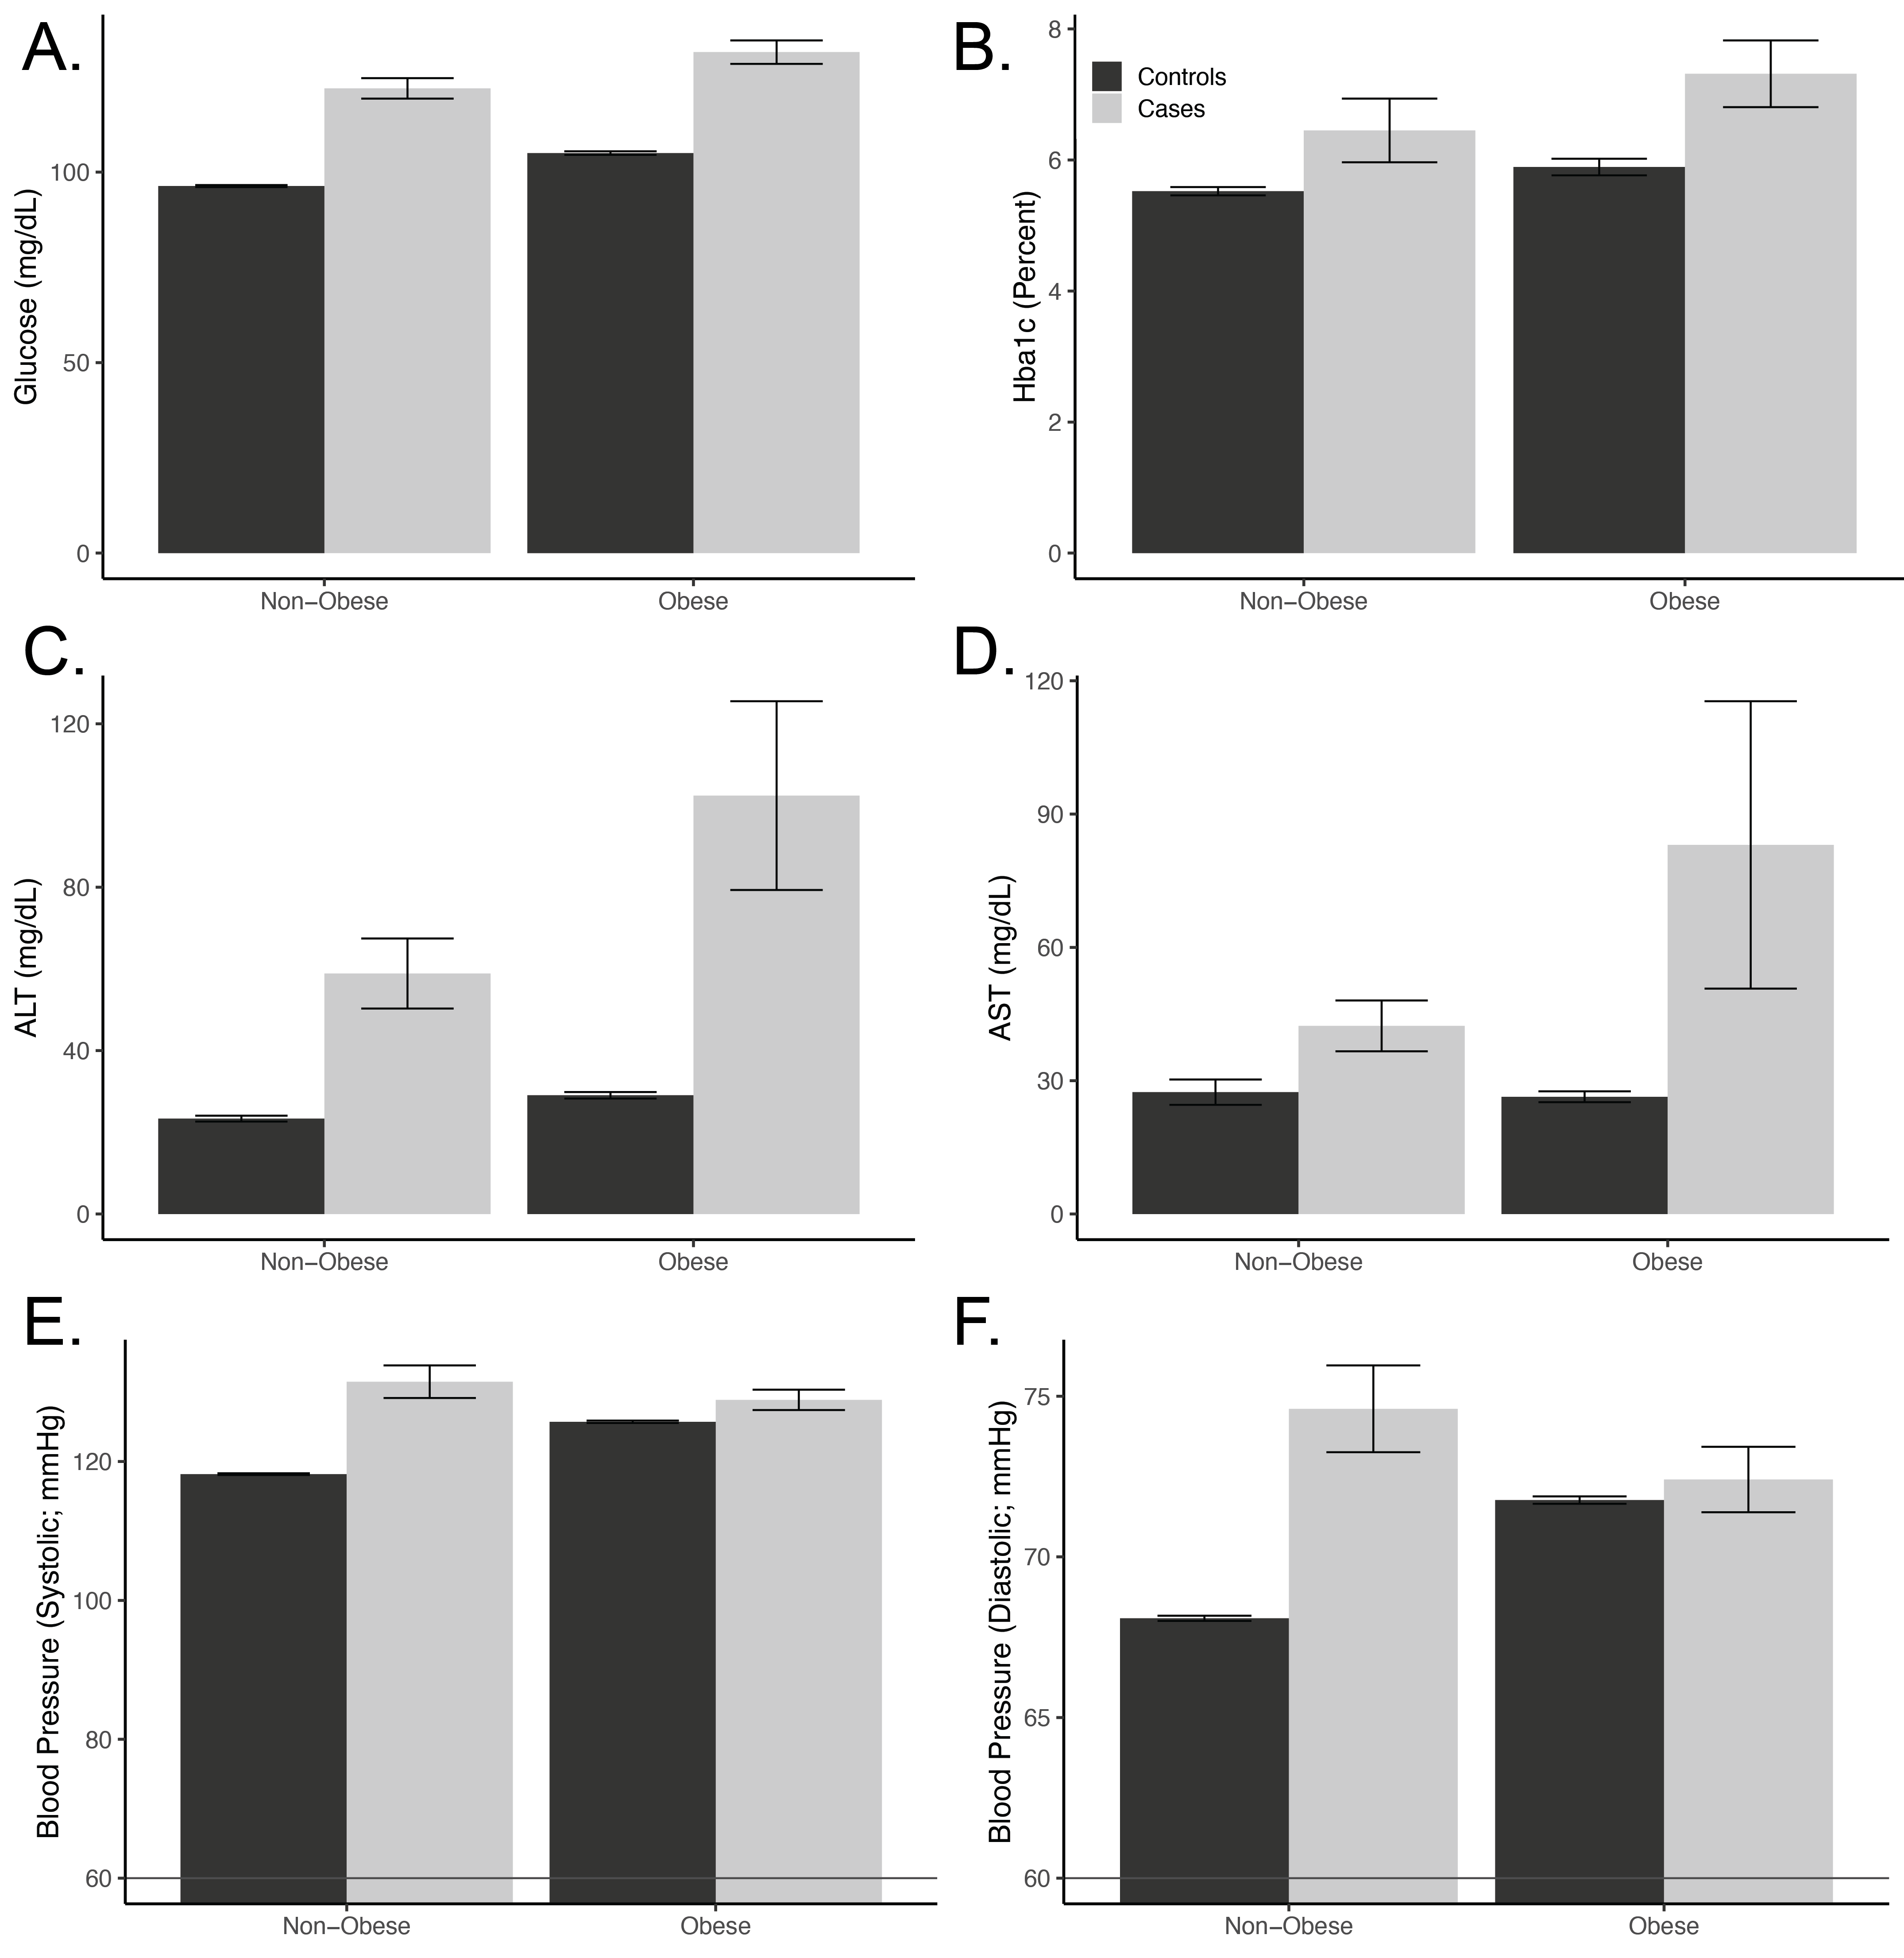 A.
Glucose (mg/dL)
100
50
0
Non−Obese
Obese
B.
Controls
Cases
Hba1c (Percent)
8
6
4
2
0
Non−Obese
Obese
C.
ALT (mg/dL)
120
80
40
0
Non−Obese
Obese
D.
AST (mg/dL)
120
90
60
30
0
Non−Obese
Obese
E.
Blood Pressure (Systolic; mmHg)
120
100
80
60
Non−Obese
Obese
F.
Blood Pressure (Diastolic; mmHg)
75
70
65
60
Non−Obese
Obese